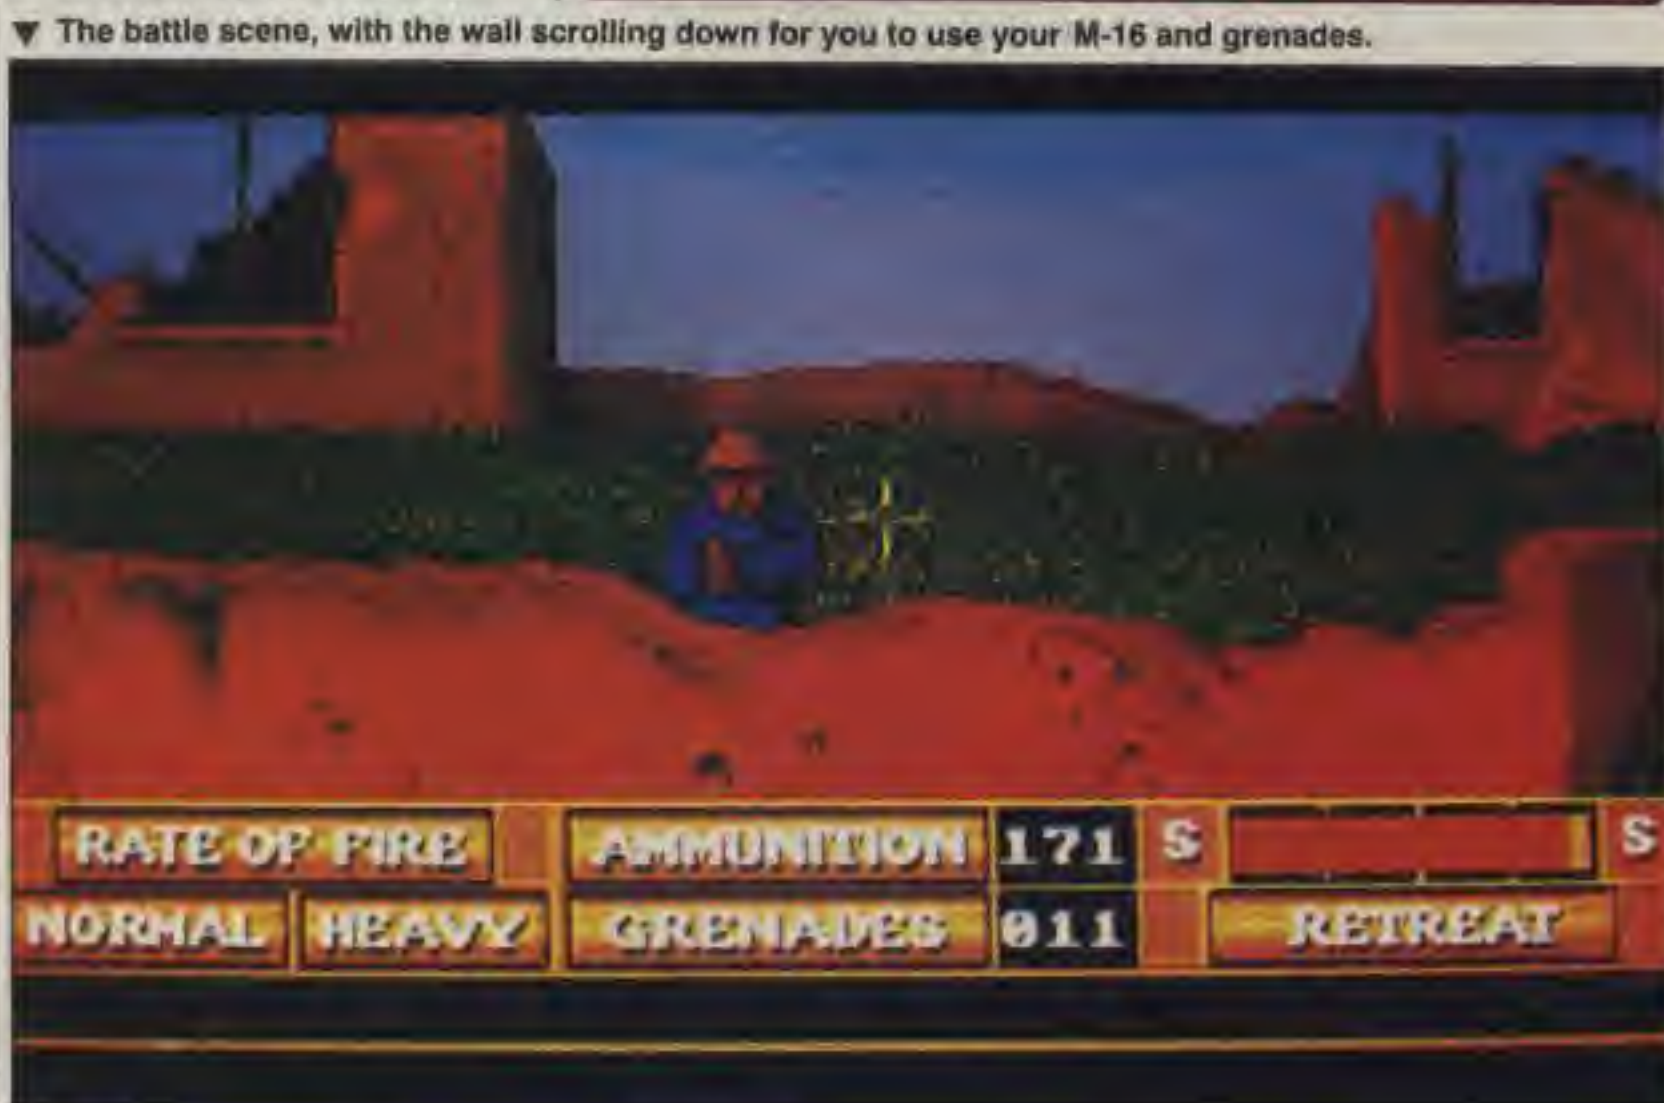 ▼ The battle scene, with the wall scrolling down for you to use your M-16 and grenades.
RATE OF FIRE AMMUNITION 171 S S
NORMAL HEAVY GRENADES 011 RETREAT